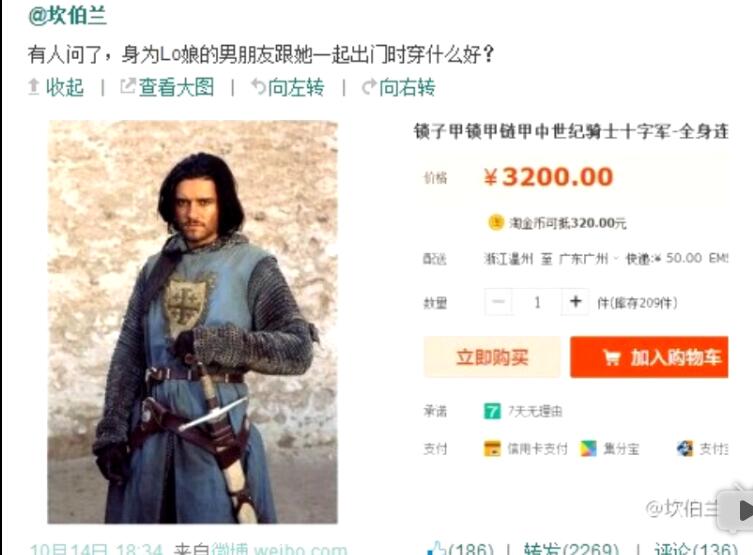 @坎伯兰
有人问了，身为Lo娘的男朋友跟她一起出门时穿什么好？
收起 | 查看大图 | 向左转 | 向右转
锁子甲锁甲链甲中世纪骑士十字军-全身连
价格 ¥3200.00
淘金币可抵320.00元
配送 浙江温州 至 广东广州 快递:¥ 50.00 EMS
数量 − 1 + 件(库存209件)
立即购买 加入购物车
承诺 7 7天无理由
支付 信用卡支付 集分宝 支付
@坎伯兰
10月14日 18:34 来自微博 weibo.com (186) | 转发(2269) | 评论(136)